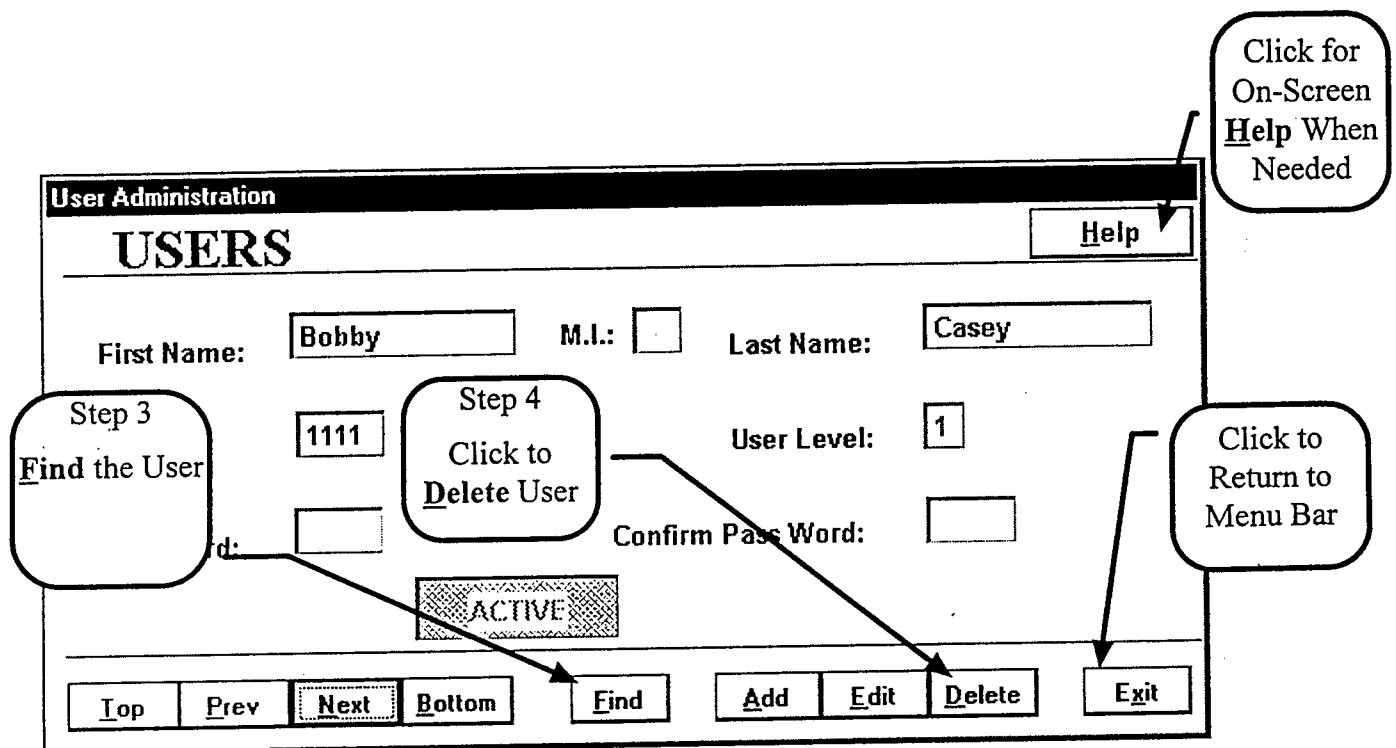 Click for
On-Screen
Help When
Needed
User Administration
USERS
Help
First Name:
Bobby
M.I.:
Last Name:
Casey
Step 3
Find the User
1111
Step 4
Click to
Delete User
User Level:
1
Click to
Return to
Menu Bar
rd:
Confirm Pass Word:
ACTIVE
Top
Prev
Next
Bottom
Find
Add
Edit
Delete
Exit